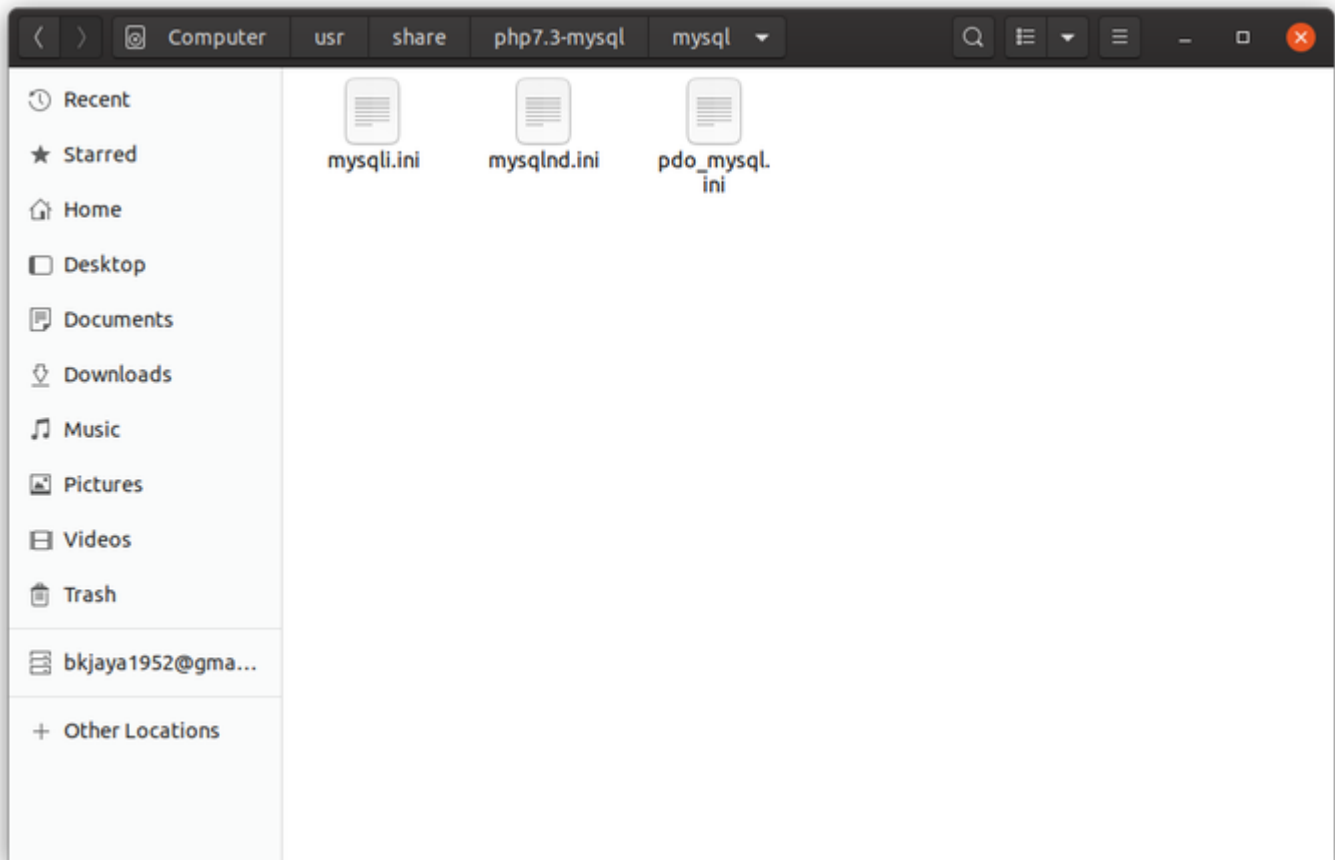 Computer usr share php7.3-mysql mysql
Recent
Starred
Home
Desktop
Documents
Downloads
Music
Pictures
Videos
Trash
bkjaya1952@gma...
+ Other Locations
mysqli.ini mysqlnd.ini pdo_mysql.
ini